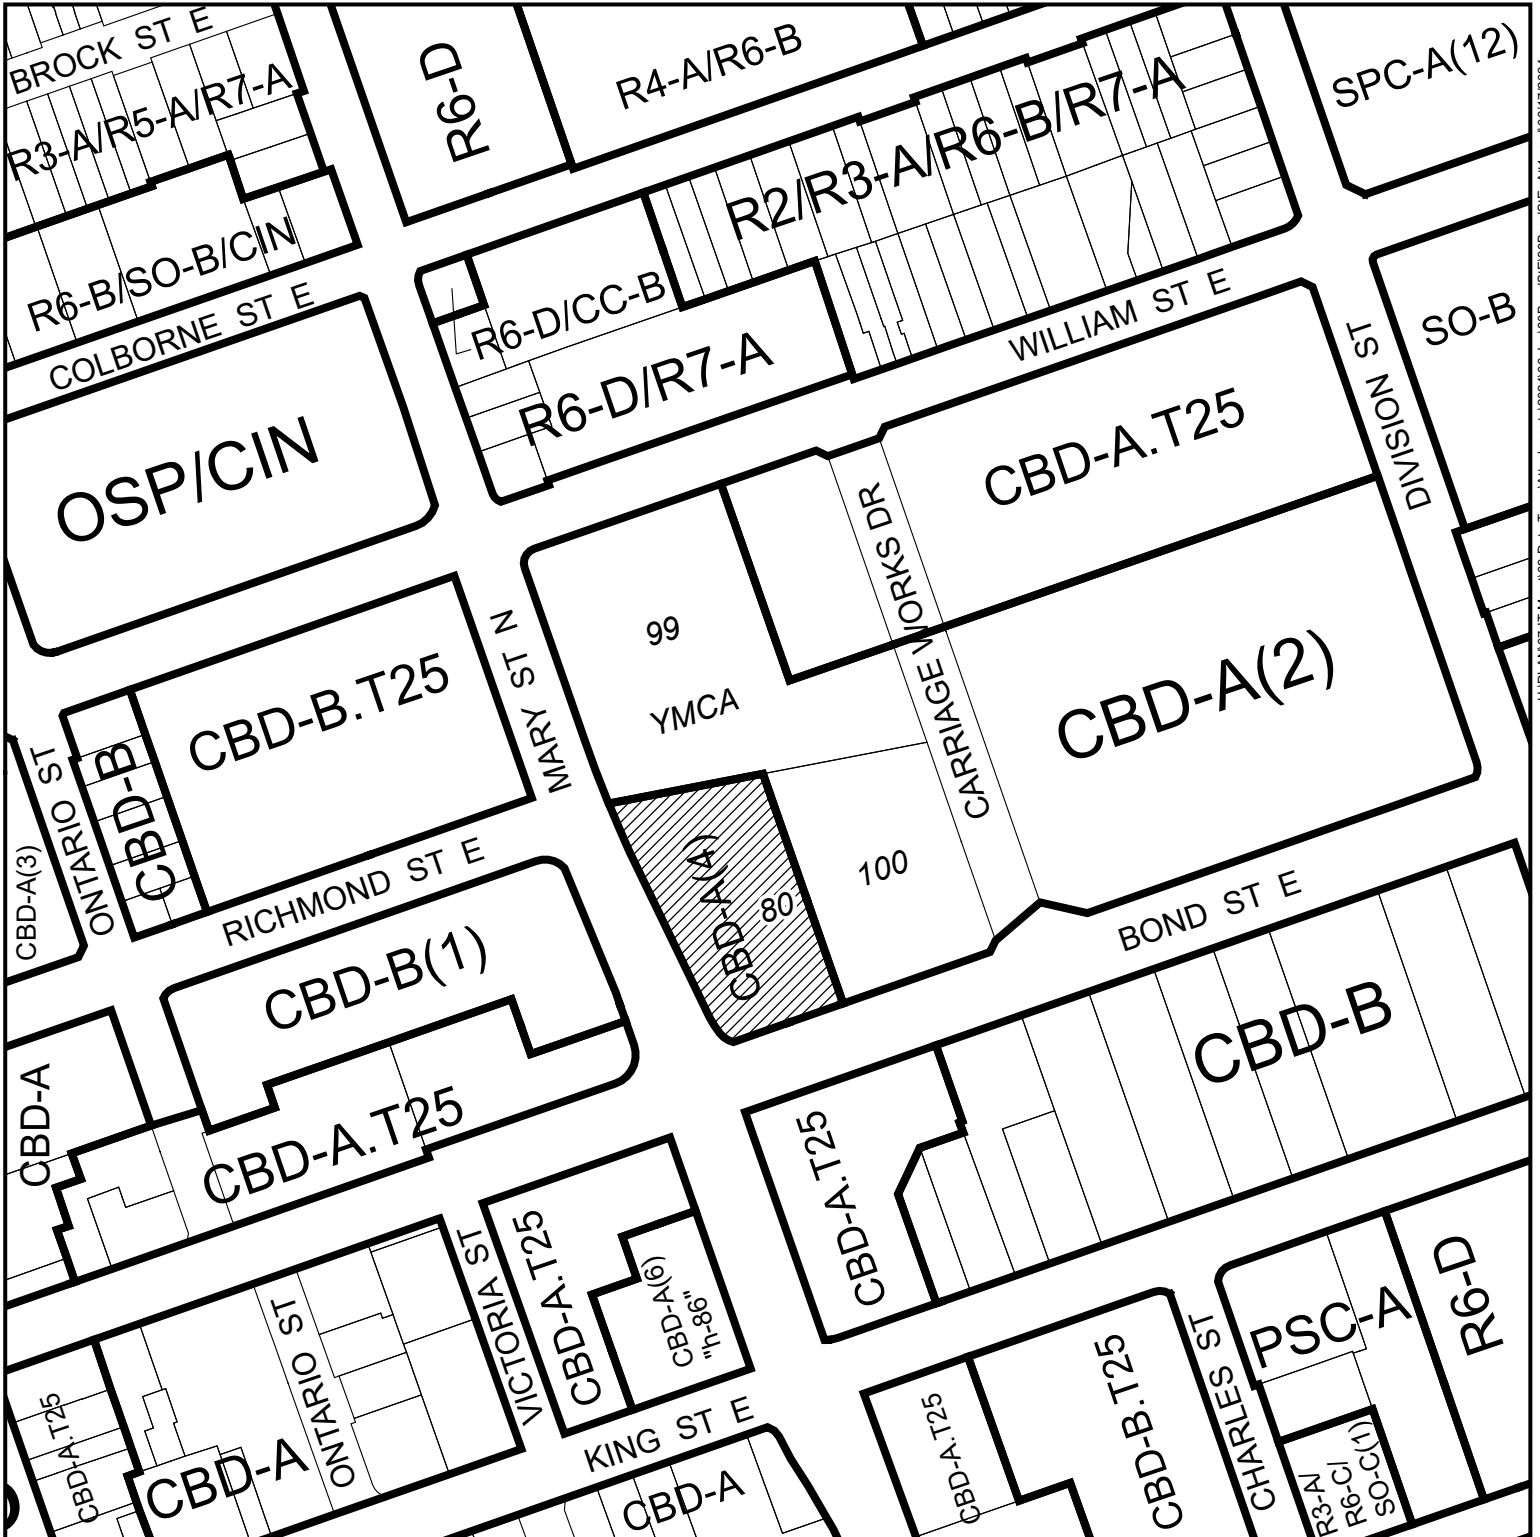 BROCK ST E
R3-A/R5-A/R7-A
R6-D
R4-A/R6-B
SPC-A(12)
R2/R3-A/R6-B/R7-A
R6-B/SO-B/CIN
COLBORNE ST E
R6-D/CC-B
R6-D/R7-A
WILLIAM ST E
SO-B
DIVISION ST
OSP/CIN
CBD-A.T25
CARRIAGE WORKS DR
99
YMCA
MARY ST N
CBD-B.T25
CBD-A(2)
ONTARIO ST
CBD-B
CBD-A(3)
RICHMOND ST E
CBD-A(4)
80
100
BOND ST E
CBD-B(1)
CBD-B
CBD-A
CBD-A.T25
CBD-A.T25
VICTORIA ST
CBD-A.T25
CBD-A(6)
"h-86"
PSC-A
R6-D
ONTARIO ST
CBD-A.T25
CBD-A
KING ST E
CBD-A
CBD-A.T25
CBD-B.T25
CHARLES ST
R3-A/
R6-C/
SO-C(1)